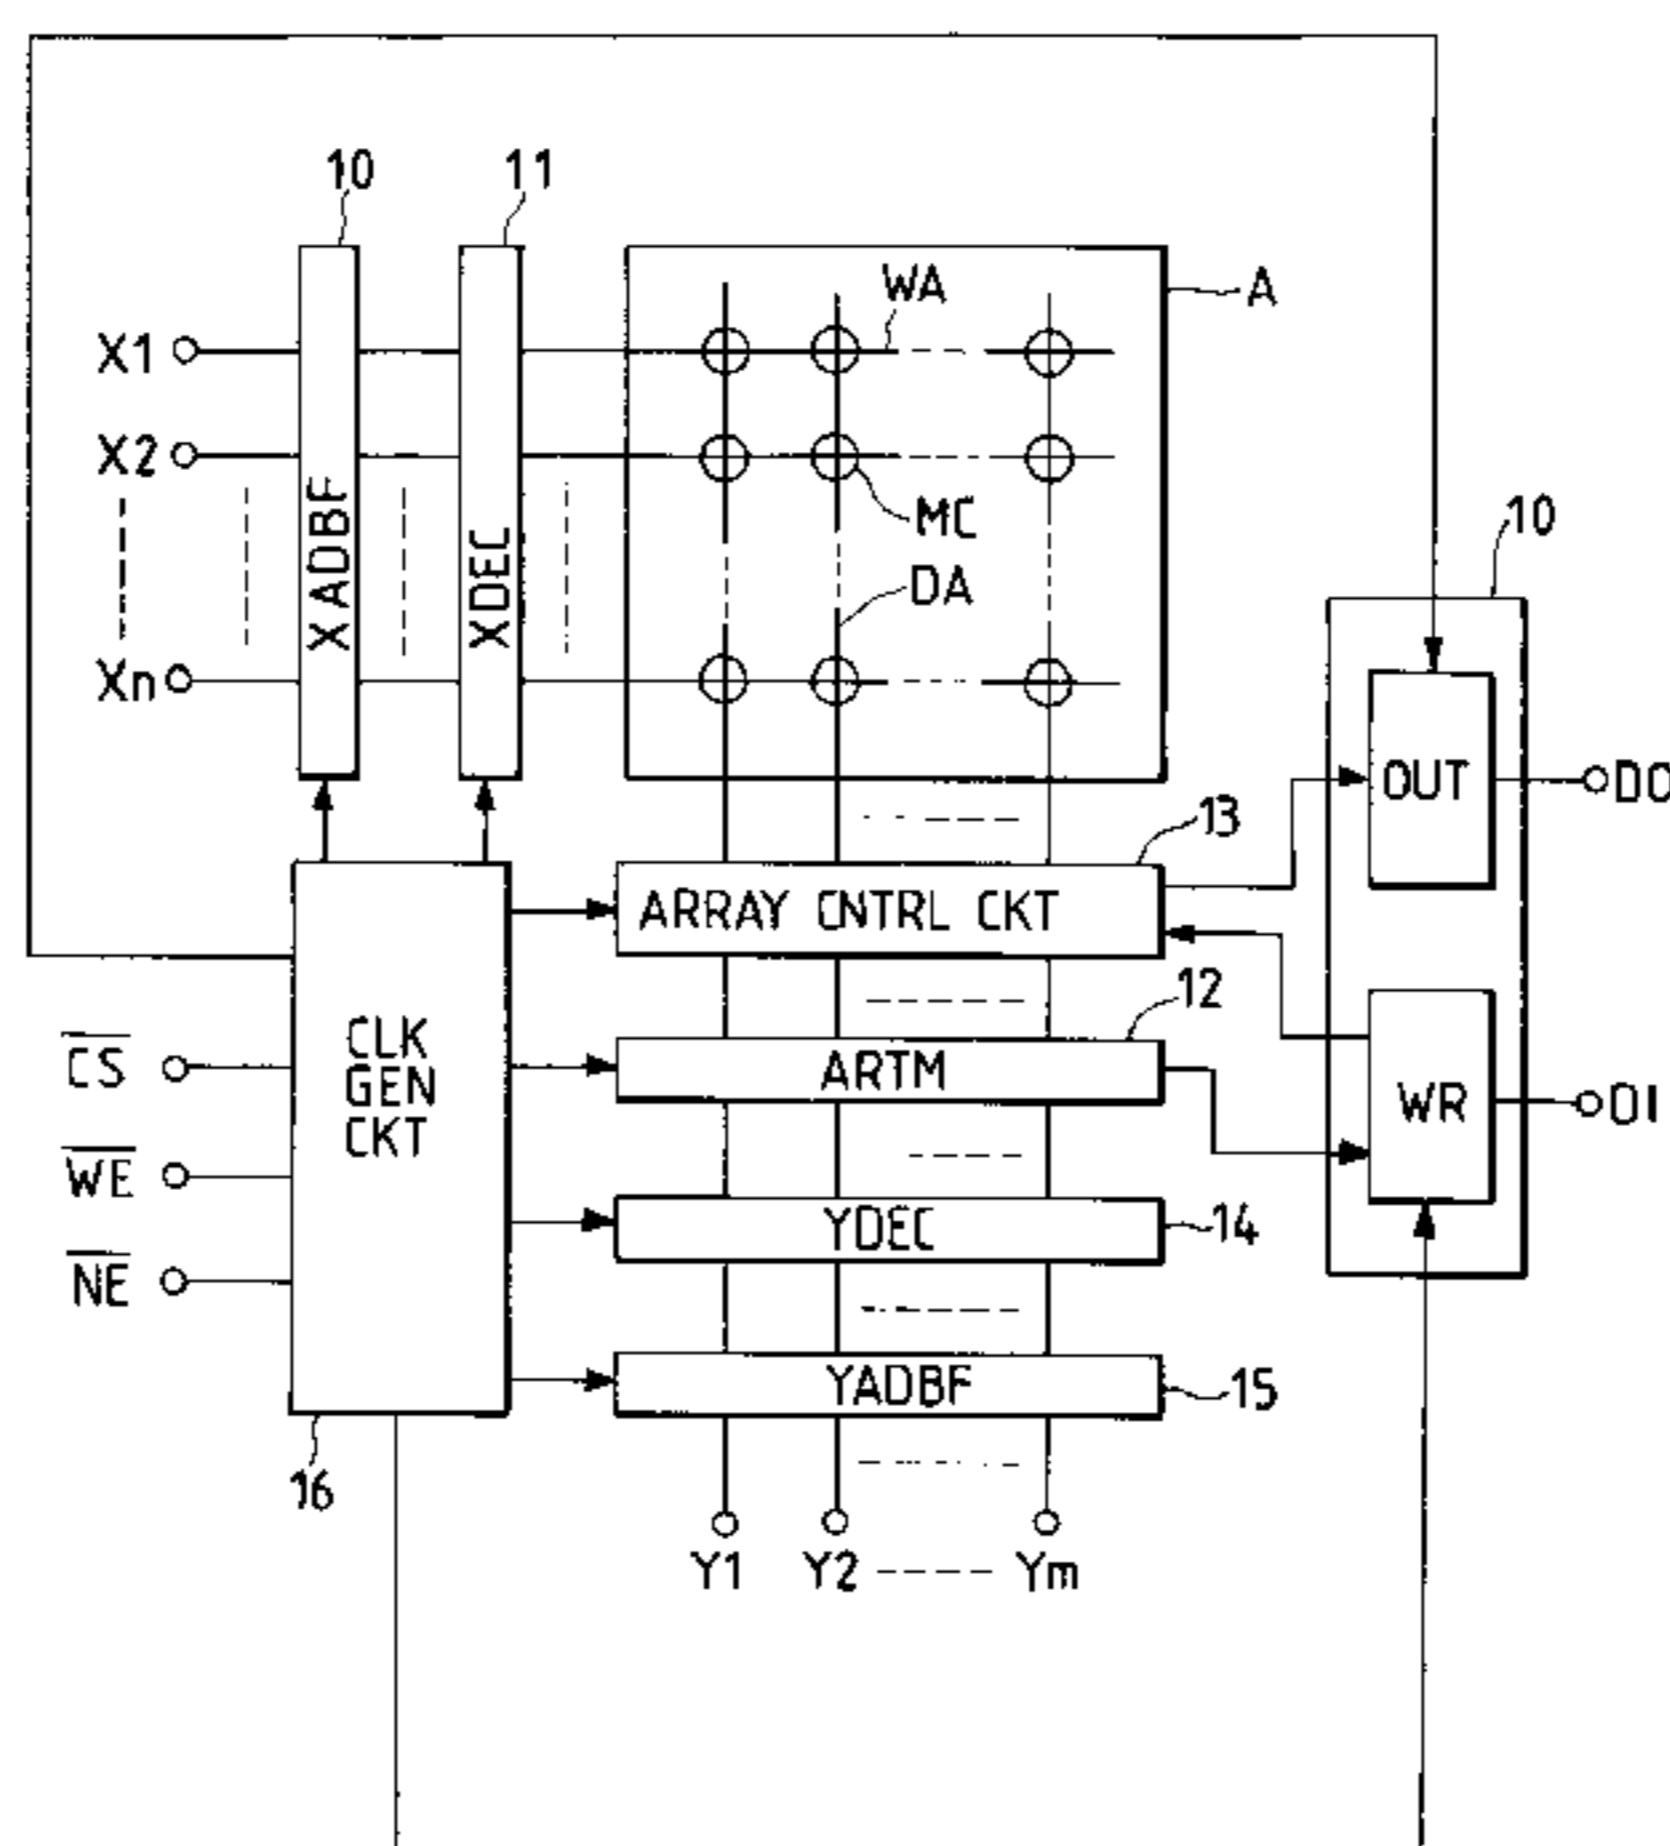 10
11
WA
A
X1
X2
Xn
XADBF
XDEC
MC
DA
10
OUT
DO
13
ARRAY CNTRL CKT
12
CLK
GEN
CKT
CS
WE
NE
ARTM
WR
DI
YDEC
14
YADBF
15
16
Y1 Y2 Ym